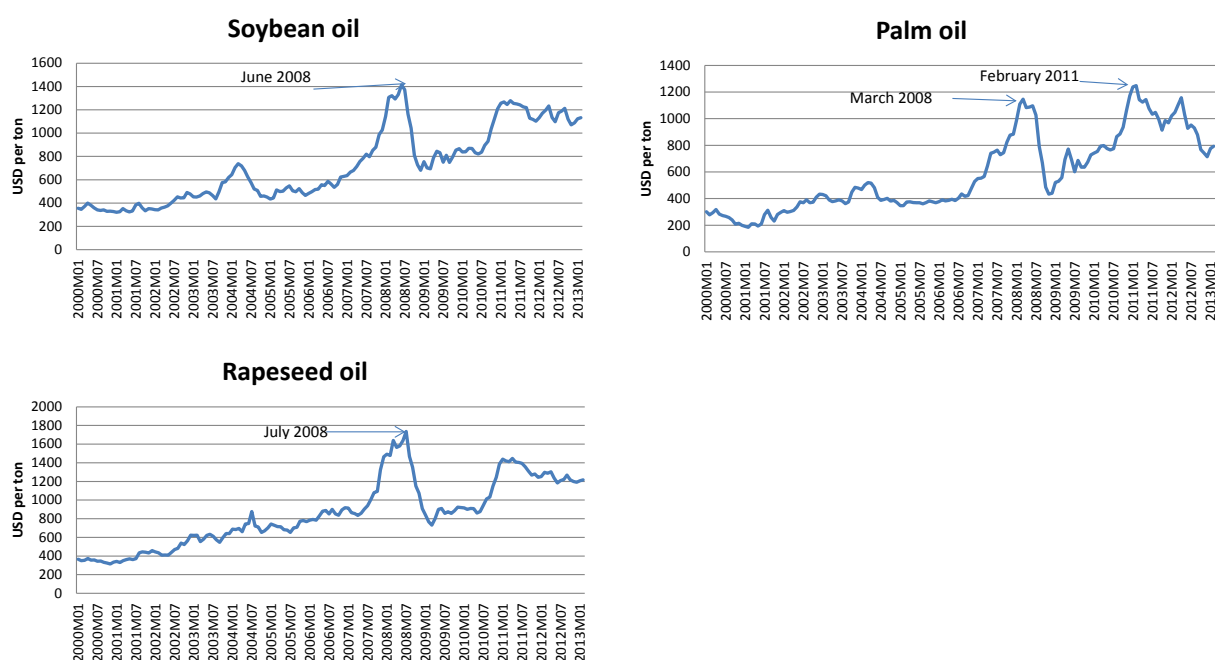 Soybean oil
USD per ton
1600
1400
1200
1000
800
600
400
200
0
June 2008
2000M01
2000M07
2001M01
2001M07
2002M01
2002M07
2003M01
2003M07
2004M01
2004M07
2005M01
2005M07
2006M01
2006M07
2007M01
2007M07
2008M01
2008M07
2009M01
2009M07
2010M01
2010M07
2011M01
2011M07
2012M01
2012M07
2013M01
Palm oil
USD per ton
1400
1200
1000
800
600
400
200
0
February 2011
March 2008
2000M01
2000M07
2001M01
2001M07
2002M01
2002M07
2003M01
2003M07
2004M01
2004M07
2005M01
2005M07
2006M01
2006M07
2007M01
2007M07
2008M01
2008M07
2009M01
2009M07
2010M01
2010M07
2011M01
2011M07
2012M01
2012M07
2013M01
Rapeseed oil
USD per ton
2000
1800
1600
1400
1200
1000
800
600
400
200
0
July 2008
2000M01
2000M07
2001M01
2001M07
2002M01
2002M07
2003M01
2003M07
2004M01
2004M07
2005M01
2005M07
2006M01
2006M07
2007M01
2007M07
2008M01
2008M07
2009M01
2009M07
2010M01
2010M07
2011M01
2011M07
2012M01
2012M07
2013M01